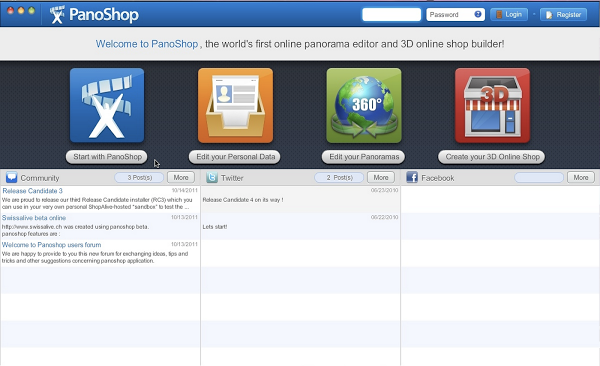 PanoShop
Password
?
Login
Register
Welcome to PanoShop, the world's first online panorama editor and 3D online shop builder!
360°
3D
Start with PanoShop
Edit your Personal Data
Edit your Panoramas
Create your 3D Online Shop
Community
3 Post(s)
More
Twitter
2 Post(s)
More
Facebook
More
Release Candidate 3
10/14/2011
We are proud to release our third Release Candidate installer (RC3) which you
can use in your very own personal ShopAlive-hosted "sandbox" to test the ...
Swissalive beta online
10/13/2011
http://www.swissalive.ch was created using panoshop beta.
panoshop features are :
Welcome to Panoshop users forum
10/13/2011
We are happy to provide to you this new forum for exchanging ideas, tips and
tricks and other suggestions concerning panoshop application.
06/23/2010
Release Candidate 4 on its way !
06/22/2010
Lets start!